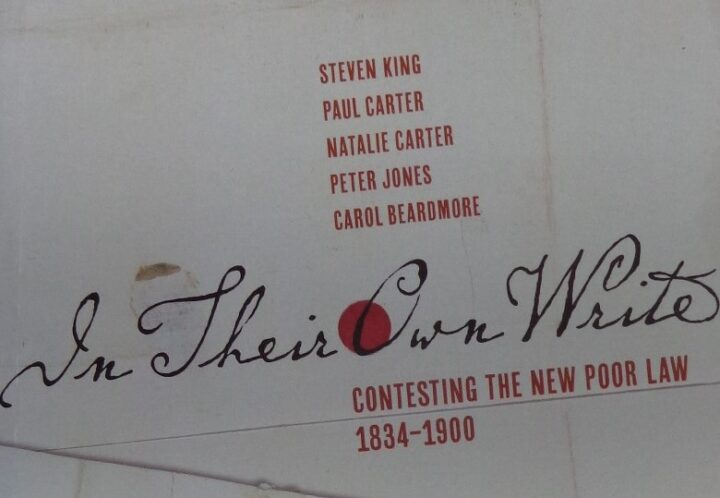 STEVEN KING
PAUL CARTER
NATALIE CARTER
PETER JONES
CAROL BEARDMORE
In Their Own Write
CONTESTING THE NEW POOR LAW
1834–1900